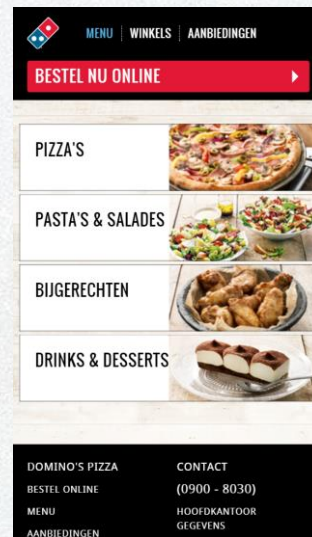 MENU WINKELS AANBIEDINGEN
BESTEL NU ONLINE
PIZZA'S
PASTA'S & SALADES
BIJGERECHTEN
DRINKS & DESSERTS
DOMINO'S PIZZA
BESTEL ONLINE
MENU
AANBIEDINGEN
CONTACT
(0900 - 8030)
HOOFDKANTOOR
GEGEVENS